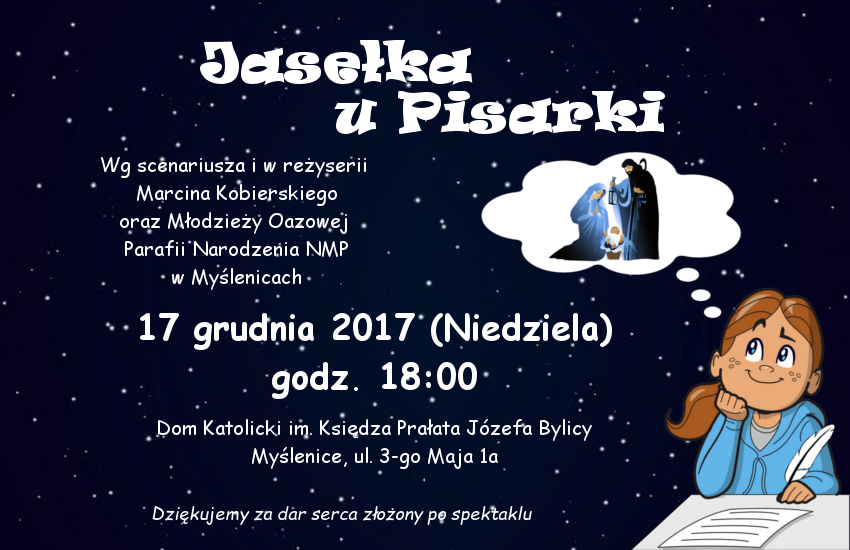 Jasełka
u Pisarki
Wg scenariusza i w reżyserii
Marcina Kobierskiego
oraz Młodzieży Oazowej
Parafii Narodzenia NMP
w Myślenicach
17 grudnia 2017 (Niedziela)
godz. 18:00
Dom Katolicki im. Księdza Prałata Józefa Bylicy
Myślenice, ul. 3-go Maja 1a
Dziękujemy za dar serca złożony po spektaklu